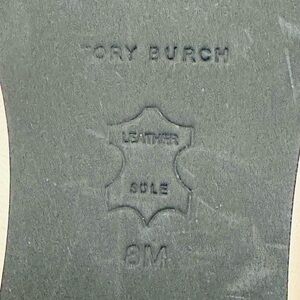 TORY BURCH
LEATHER
SOLE
8M